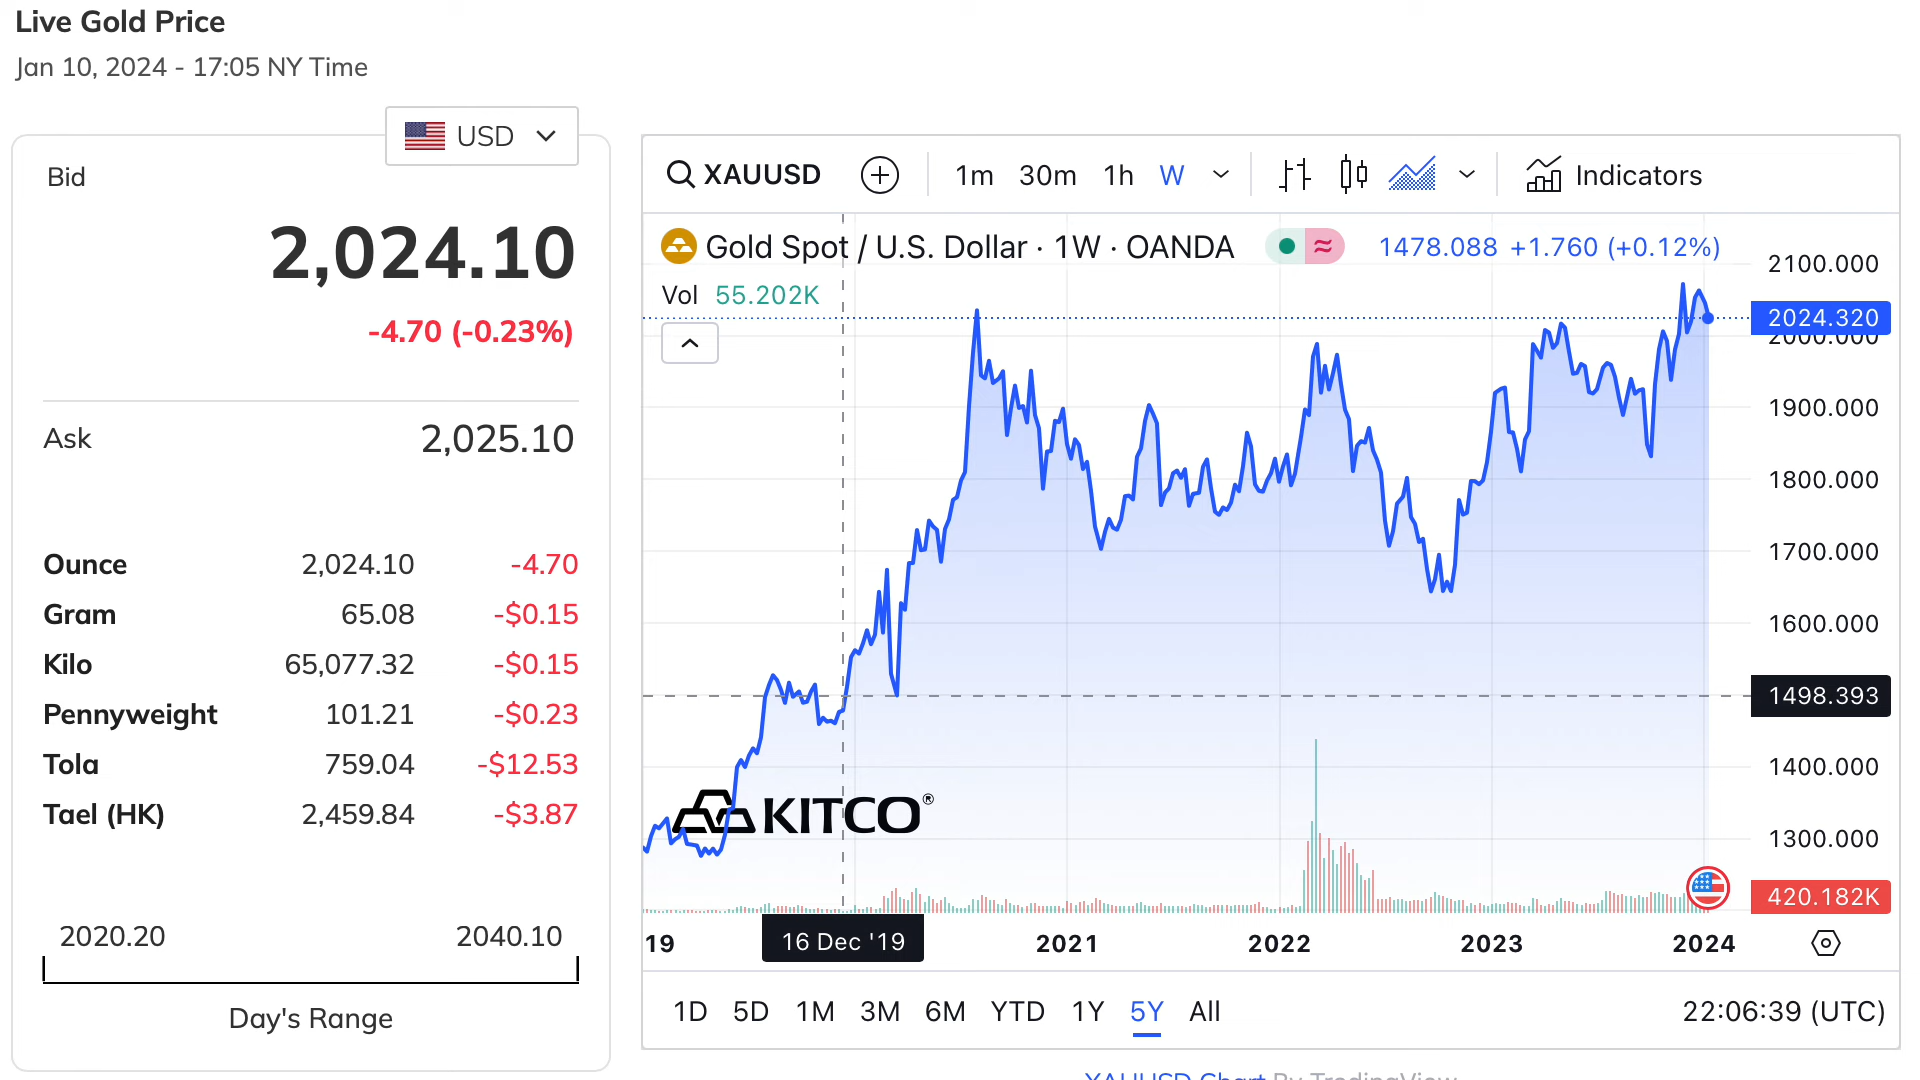 Live Gold Price
Jan 10, 2024 - 17:05 NY Time
USD
Bid
2,024.10
-4.70 (-0.23%)
Ask 2,025.10
Ounce 2,024.10 -4.70
Gram 65.08 -$0.15
Kilo 65,077.32 -$0.15
Pennyweight 101.21 -$0.23
Tola 759.04 -$12.53
Tael (HK) 2,459.84 -$3.87
2020.20 2040.10
Day's Range
XAUUSD 1m 30m 1h W Indicators
Gold Spot / U.S. Dollar · 1W · OANDA 1478.088 +1.760 (+0.12%)
Vol 55.202K
2100.000
2024.320
2000.000
1900.000
1800.000
1700.000
1600.000
1498.393
1400.000
1300.000
420.182K
KITCO®
19 16 Dec '19 2021 2022 2023 2024
1D 5D 1M 3M 6M YTD 1Y 5Y All 22:06:39 (UTC)
XAUUSD Chart By TradingView